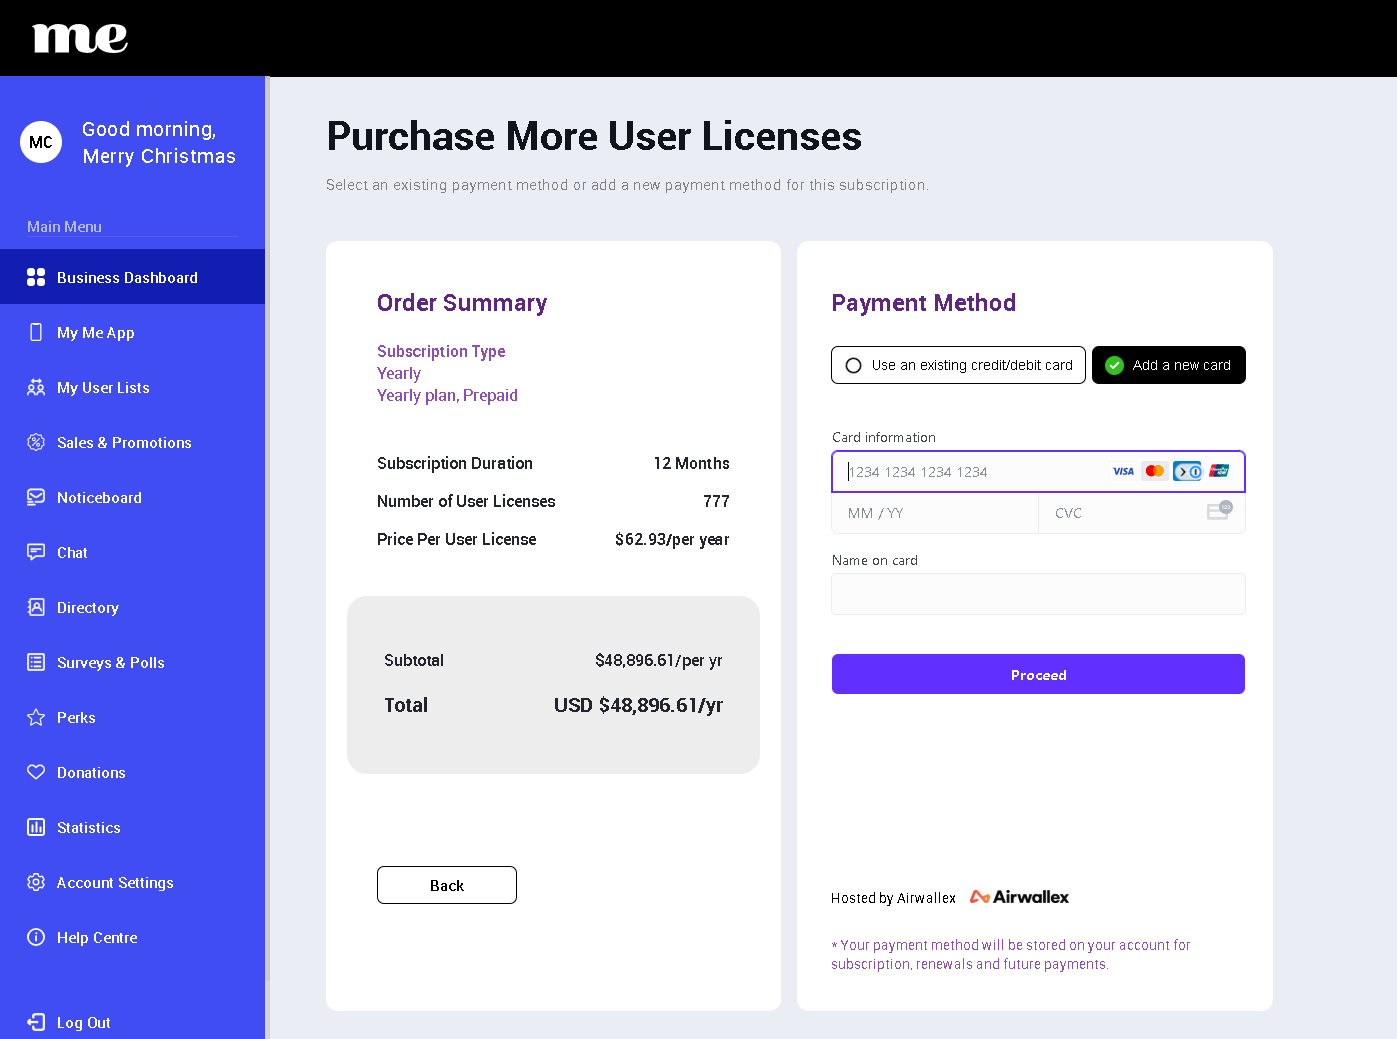 me
MC
Good morning,
Merry Christmas
Main Menu
Business Dashboard
My Me App
My User Lists
Sales & Promotions
Noticeboard
Chat
Directory
Surveys & Polls
Perks
Donations
Statistics
Account Settings
Help Centre
Log Out
Purchase More User Licenses
Select an existing payment method or add a new payment method for this subscription.
Order Summary
Subscription Type
Yearly
Yearly plan, Prepaid
Subscription Duration 12 Months
Number of User Licenses 777
Price Per User License $62.93/per year
Subtotal $48,896.61/per yr
Total USD $48,896.61/yr
Back
Payment Method
Use an existing credit/debit card Add a new card
Card information
1234 1234 1234 1234 VISA
MM / YY CVC 123
Name on card
Proceed
Hosted by Airwallex Airwallex
* Your payment method will be stored on your account for
subscription, renewals and future payments.